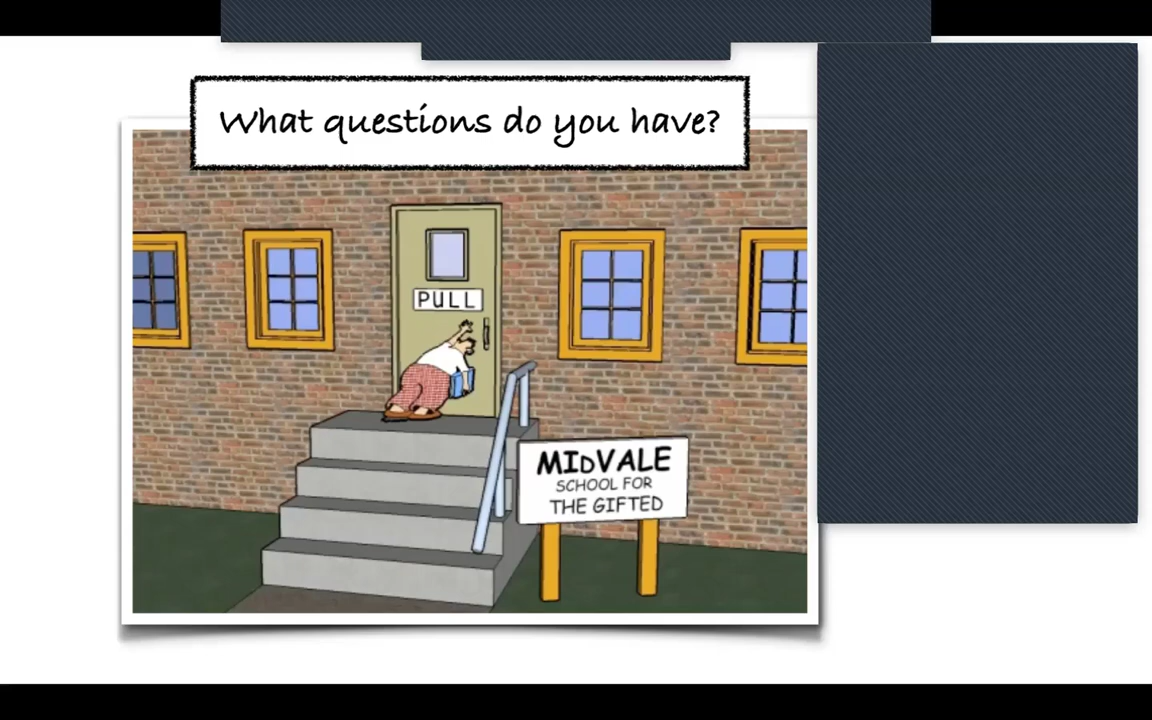 What questions do you have?
PULL
MIDVALE
SCHOOL FOR
THE GIFTED